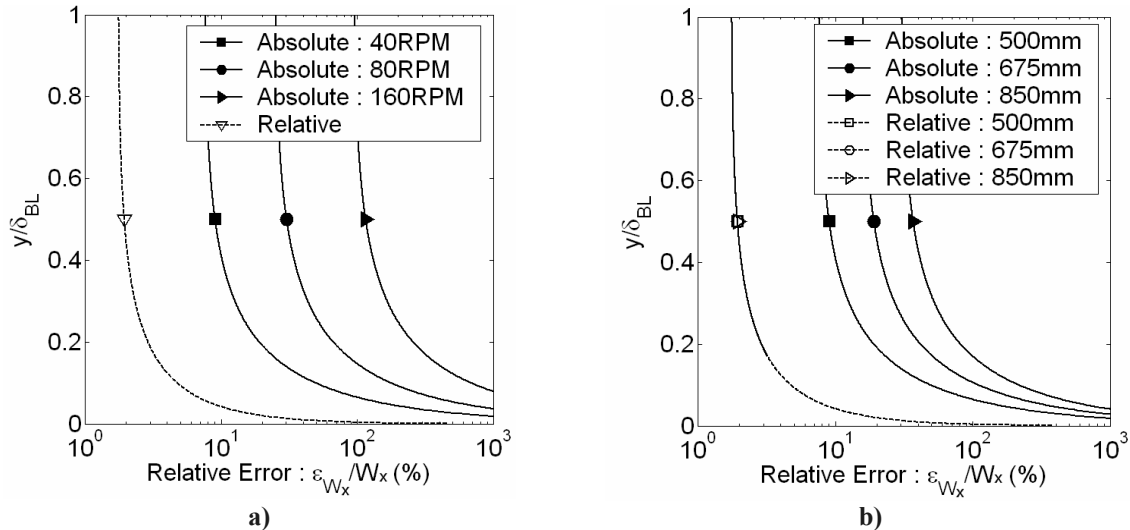 1
0.8
0.6
0.4
0.2
0
y/δBL
10^0
10^1
10^2
10^3
Relative Error : εWx/Wx (%)
Absolute : 40RPM
Absolute : 80RPM
Absolute : 160RPM
Relative
a)
1
0.8
0.6
0.4
0.2
0
y/δBL
10^0
10^1
10^2
10^3
Relative Error : εWx/Wx (%)
Absolute : 500mm
Absolute : 675mm
Absolute : 850mm
Relative : 500mm
Relative : 675mm
Relative : 850mm
b)